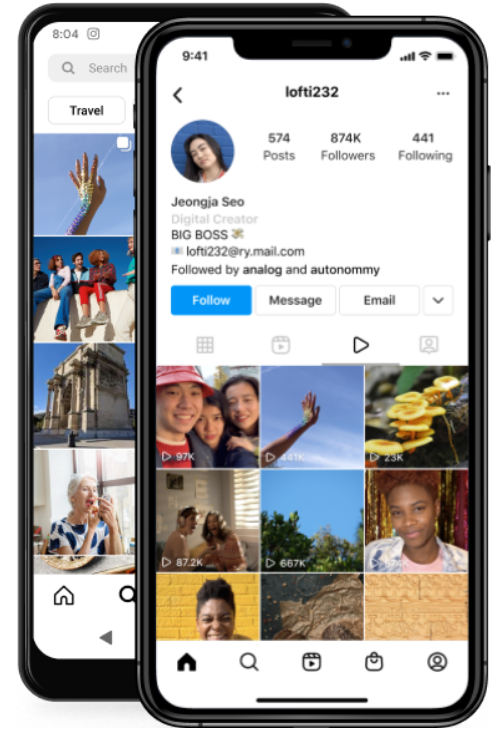 8:04
Search
Travel
9:41
lofti232
574 874K 441
Posts Followers Following
Jeongja Seo
Digital Creator
BIG BOSS 💸
📧 lofti232@ry.mail.com
Followed by analog and autonommy
Follow Message Email
97K 441K 23K
87.2K 667K